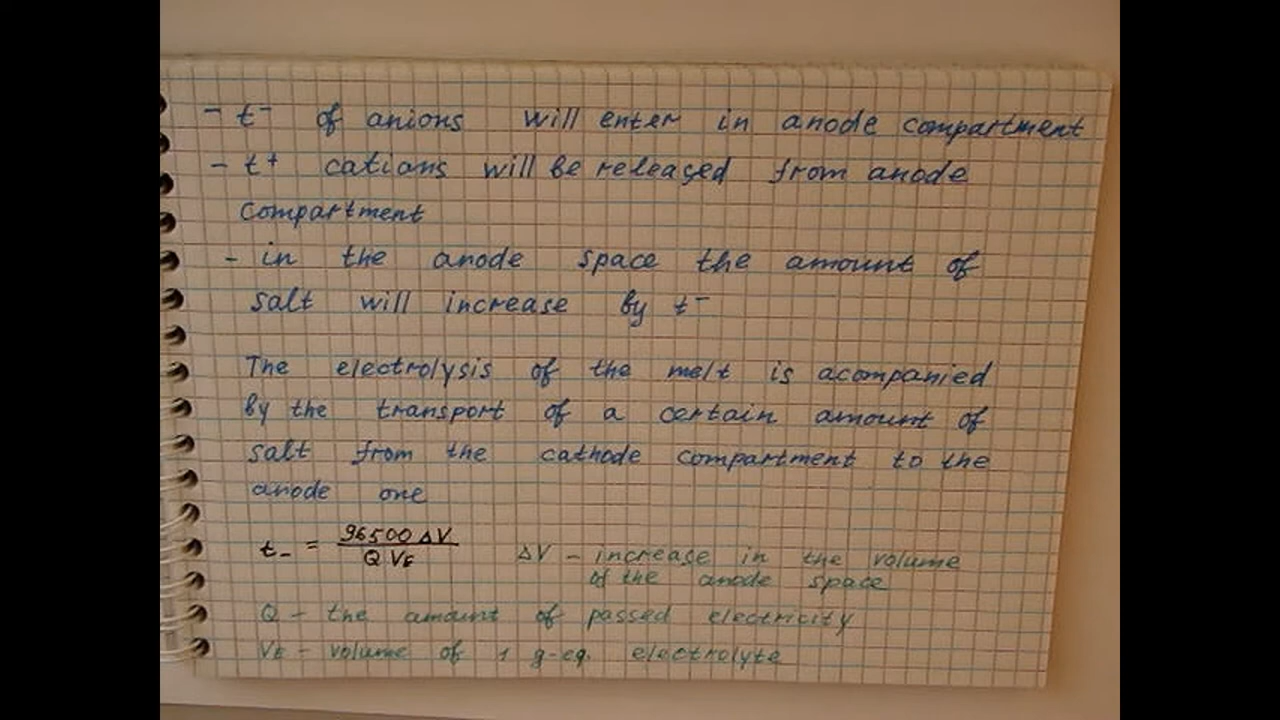 - t⁻ of anions will enter in anode compartment
- t⁺ cations will be released from anode
compartment
- in the anode space the amount of
salt will increase by t⁻
The electrolysis of the melt is acompanied
by the transport of a certain amount of
salt from the cathode compartment to the
anode one
t₋ = 96500 ΔV / Q VE
ΔV - increase in the volume
of the anode space
Q - the amount of passed electricity
VE - volume of 1 g-eq. electrolyte